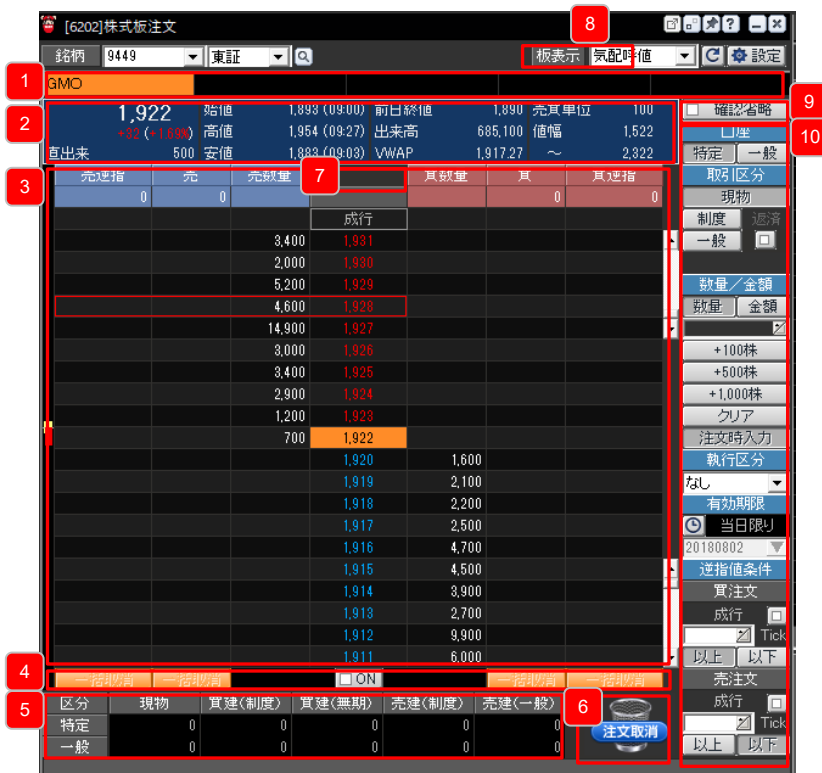 [6202]株式板注文
8
銘柄 9449 東証 板表示 気配時値 設定
1
GMO
9
確認省略
2
1,922 始値 1,893 (09:00) 前日終値 1,890 売買単位 100
+32 (+1.69%) 高値 1,954 (09:27) 出来高 685,100 値幅 1,522
直出来 500 安値 1,883 (09:03) VWAP 1,917.27 ～ 2,322
10
口座
特定 一般
3
7
売逆指 売 売数量 買数量 買 買逆指
0 0 0 0
取引区分
現物
制度 返済
一般
成行
3,400 1,931
2,000 1,930
5,200 1,929
4,600 1,928
14,900 1,927
3,000 1,926
3,400 1,925
2,900 1,924
1,200 1,923
700 1,922
1,920 1,600
1,919 2,100
1,918 2,200
1,917 2,500
1,916 4,700
1,915 4,500
1,914 3,900
1,913 2,700
1,912 9,900
1,911 6,000
数量／金額
数量 金額
+100株
+500株
+1,000株
クリア
注文時入力
執行区分
なし
有効期限
当日限り
20180802
逆指値条件
買注文
成行
Tick
以上 以下
売注文
成行
Tick
以上 以下
4
一括取消 一括取消 ON 一括取消 一括取消
5
区分 現物 買建(制度) 買建(無期) 売建(制度) 売建(一般)
特定 0 0 0 0 0
一般 0 0 0 0 0
6
注文取消